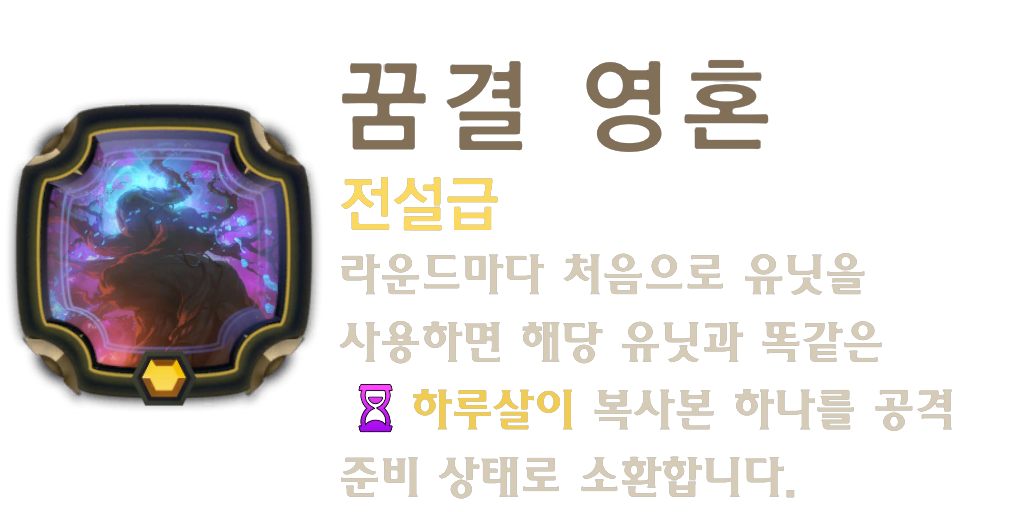 꿈결 영혼
전설급
라운드마다 처음으로 유닛을
사용하면 해당 유닛과 똑같은
하루살이 복사본 하나를 공격
준비 상태로 소환합니다.